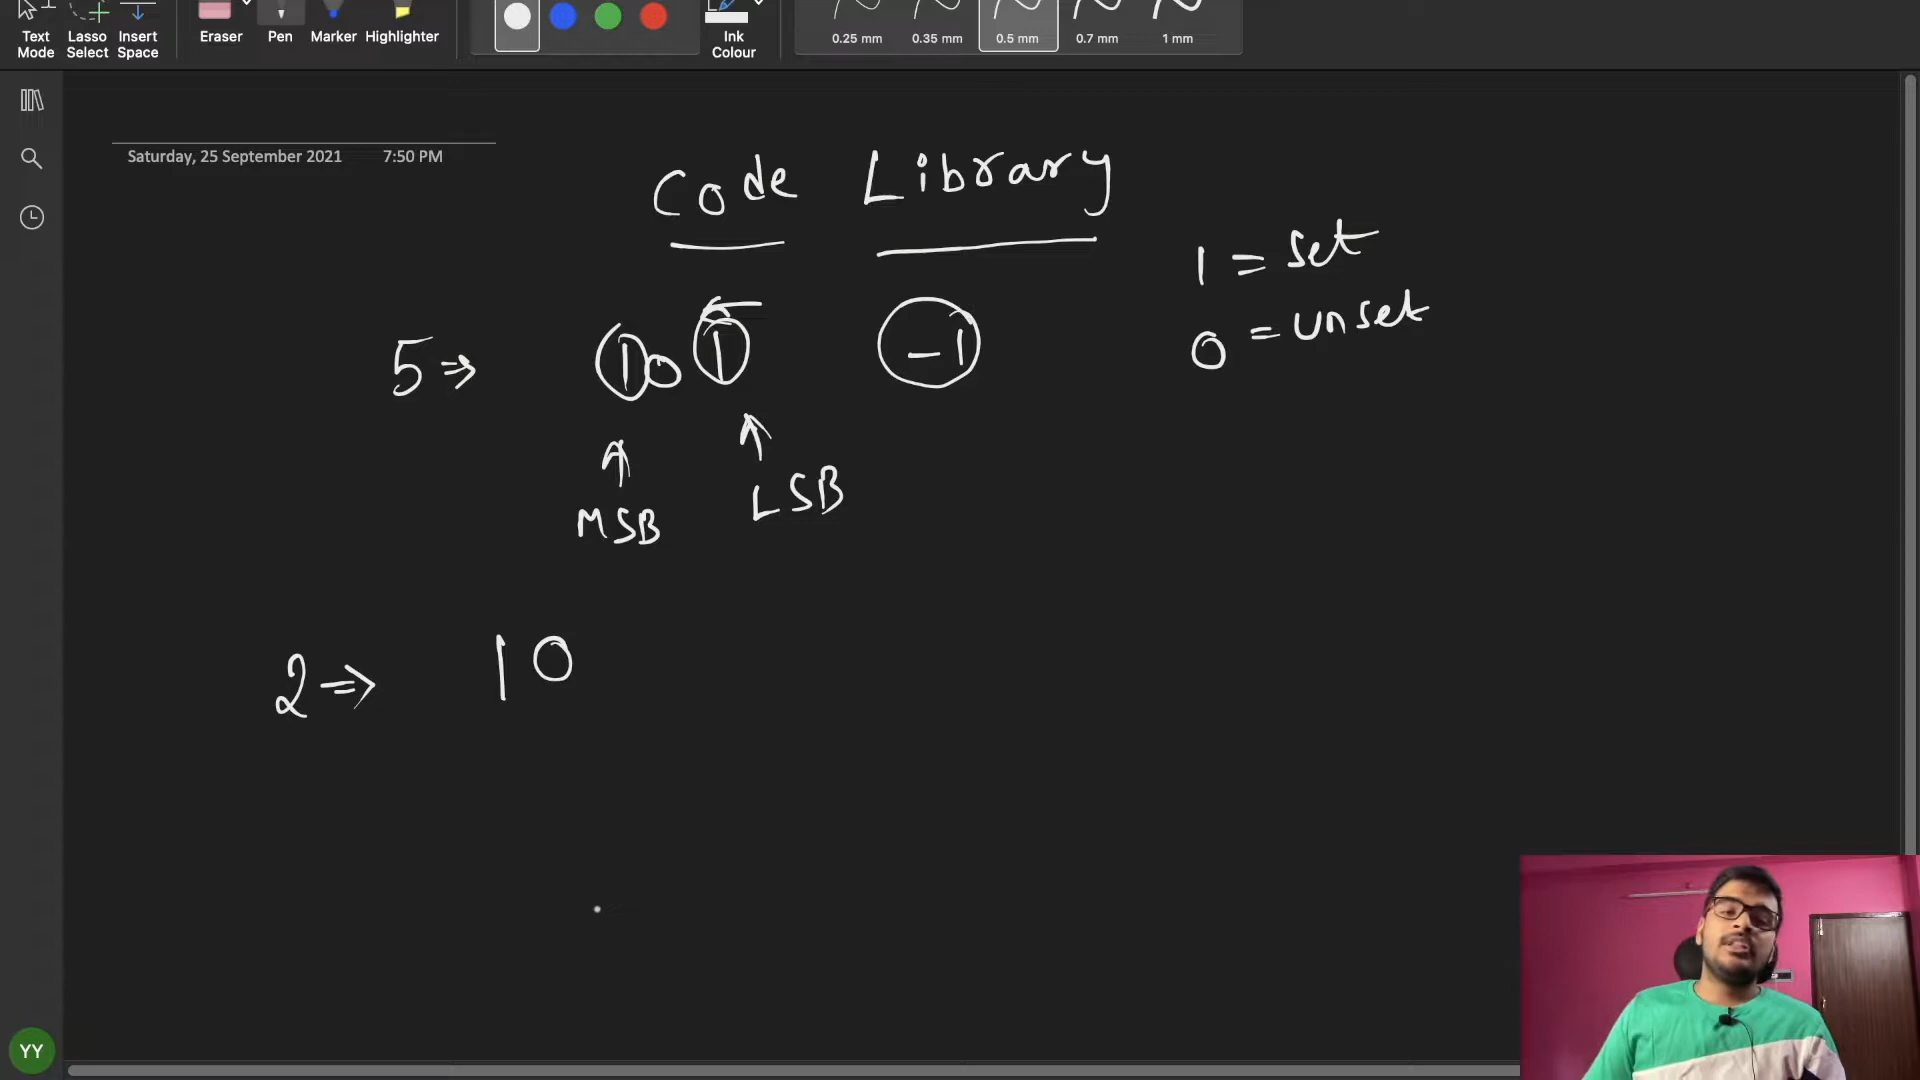 Text Mode
Lasso Select
Insert Space
Eraser
Pen
Marker
Highlighter
Ink Colour
0.25 mm
0.35 mm
0.5 mm
0.7 mm
1 mm
Saturday, 25 September 2021 7:50 PM
Code Library
1 = Set
0 = unset
5 ⇒ 101 -1
MSB
LSB
2 ⇒ 10
YY